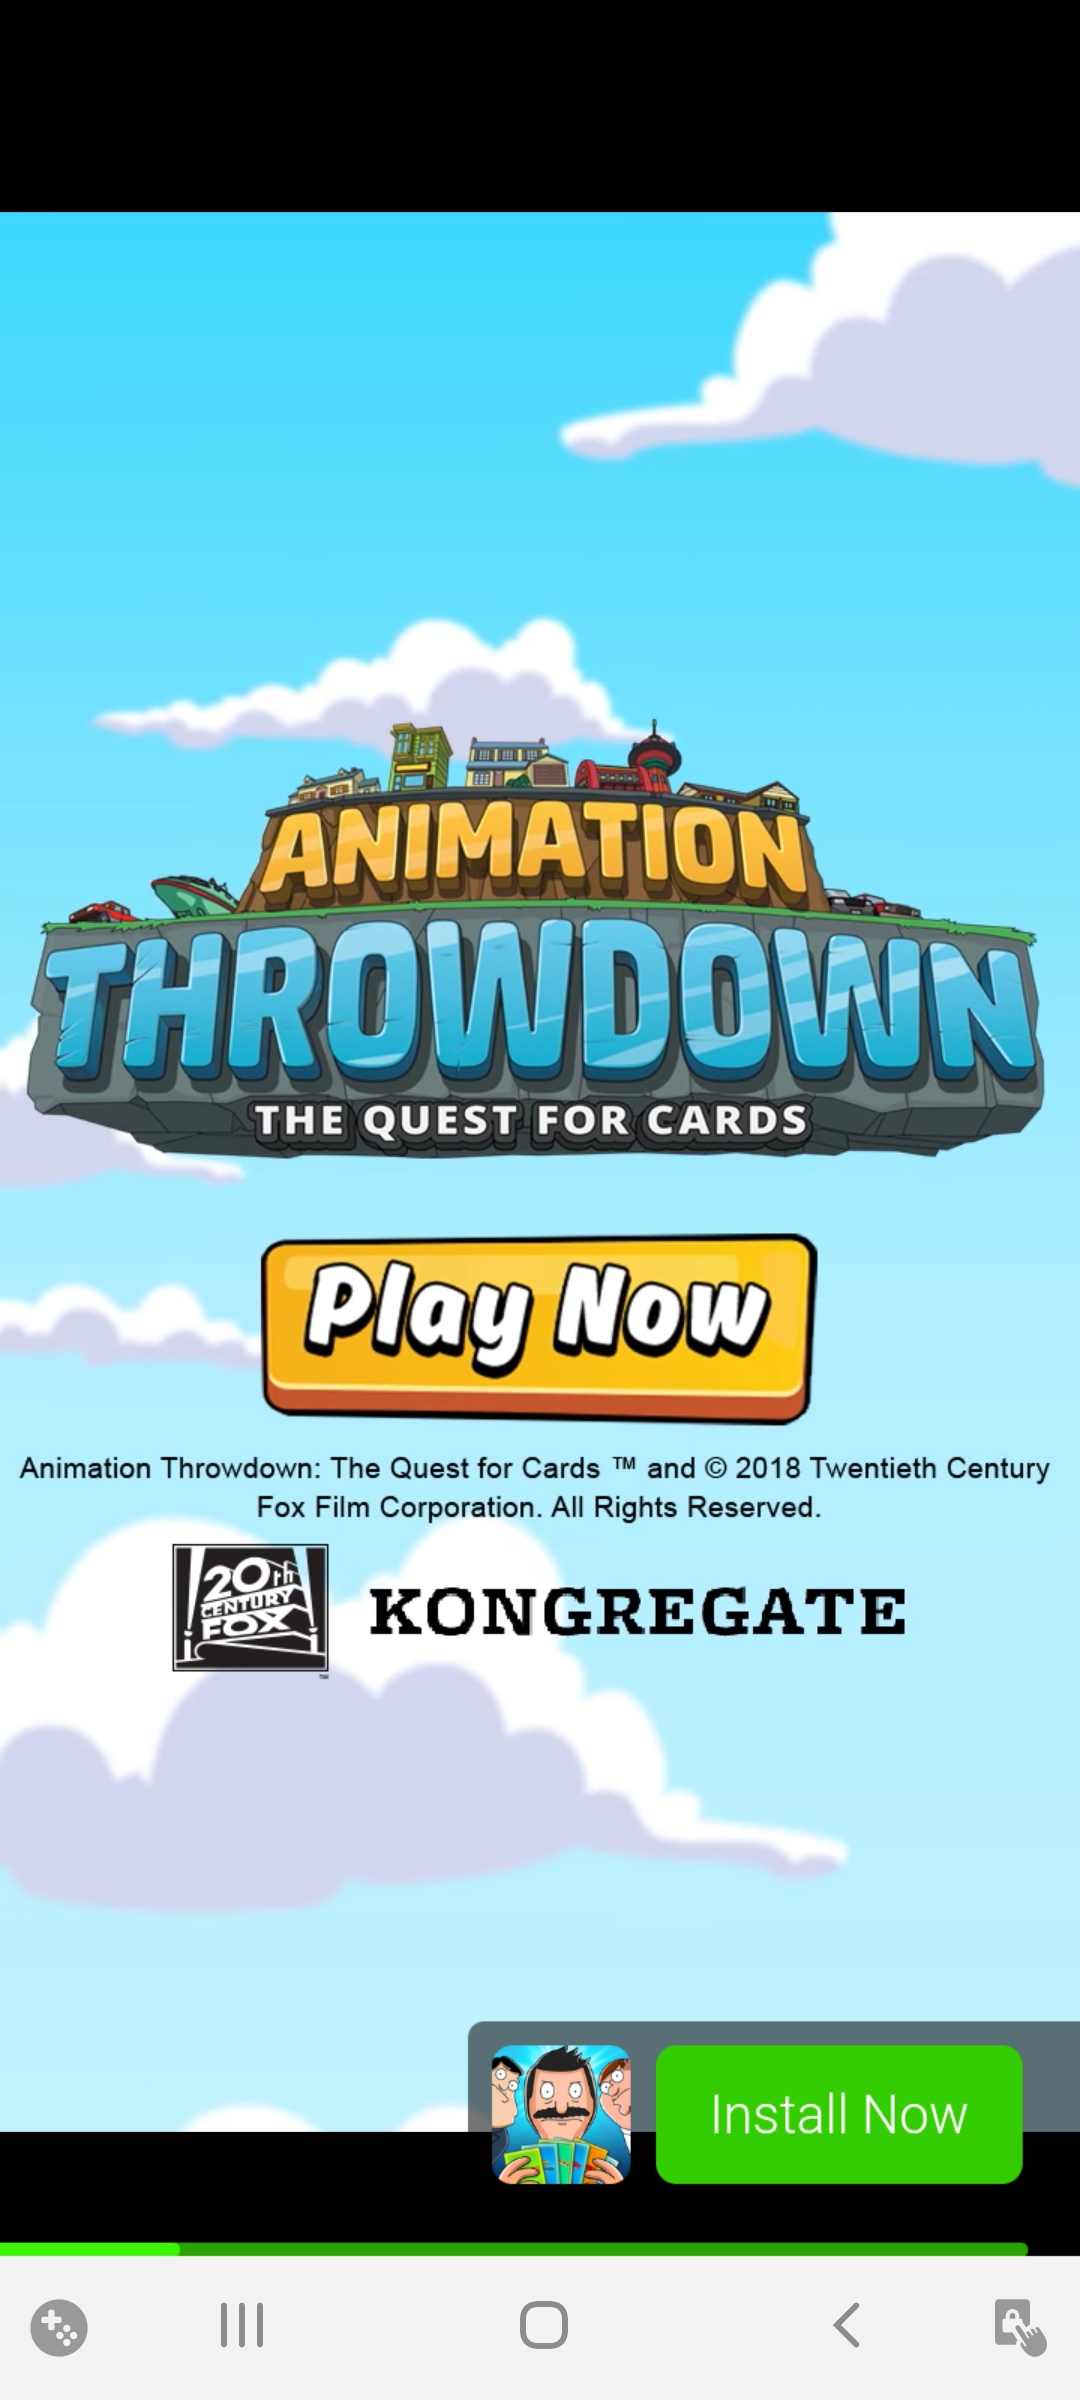 ANIMATION
THROWDOWN
THE QUEST FOR CARDS
Play Now
Animation Throwdown: The Quest for Cards ™ and © 2018 Twentieth Century
Fox Film Corporation. All Rights Reserved.
20th
CENTURY
FOX
™
KONGREGATE
Install Now